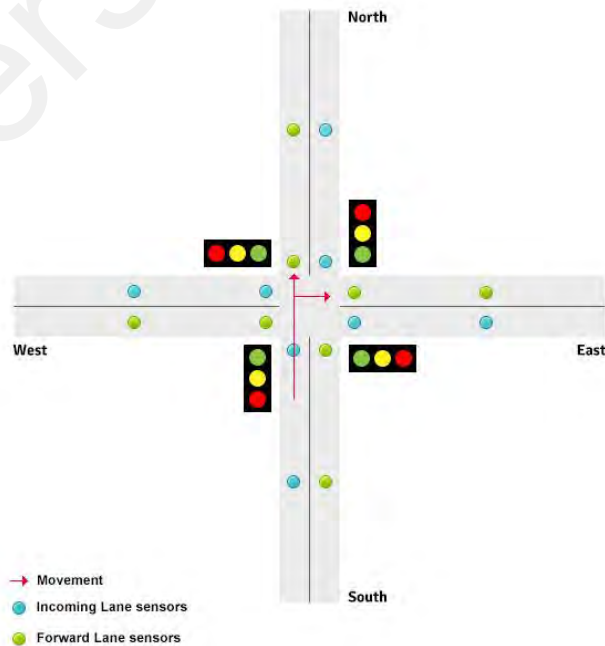 North
West
East
South
Movement
Incoming Lane sensors
Forward Lane sensors